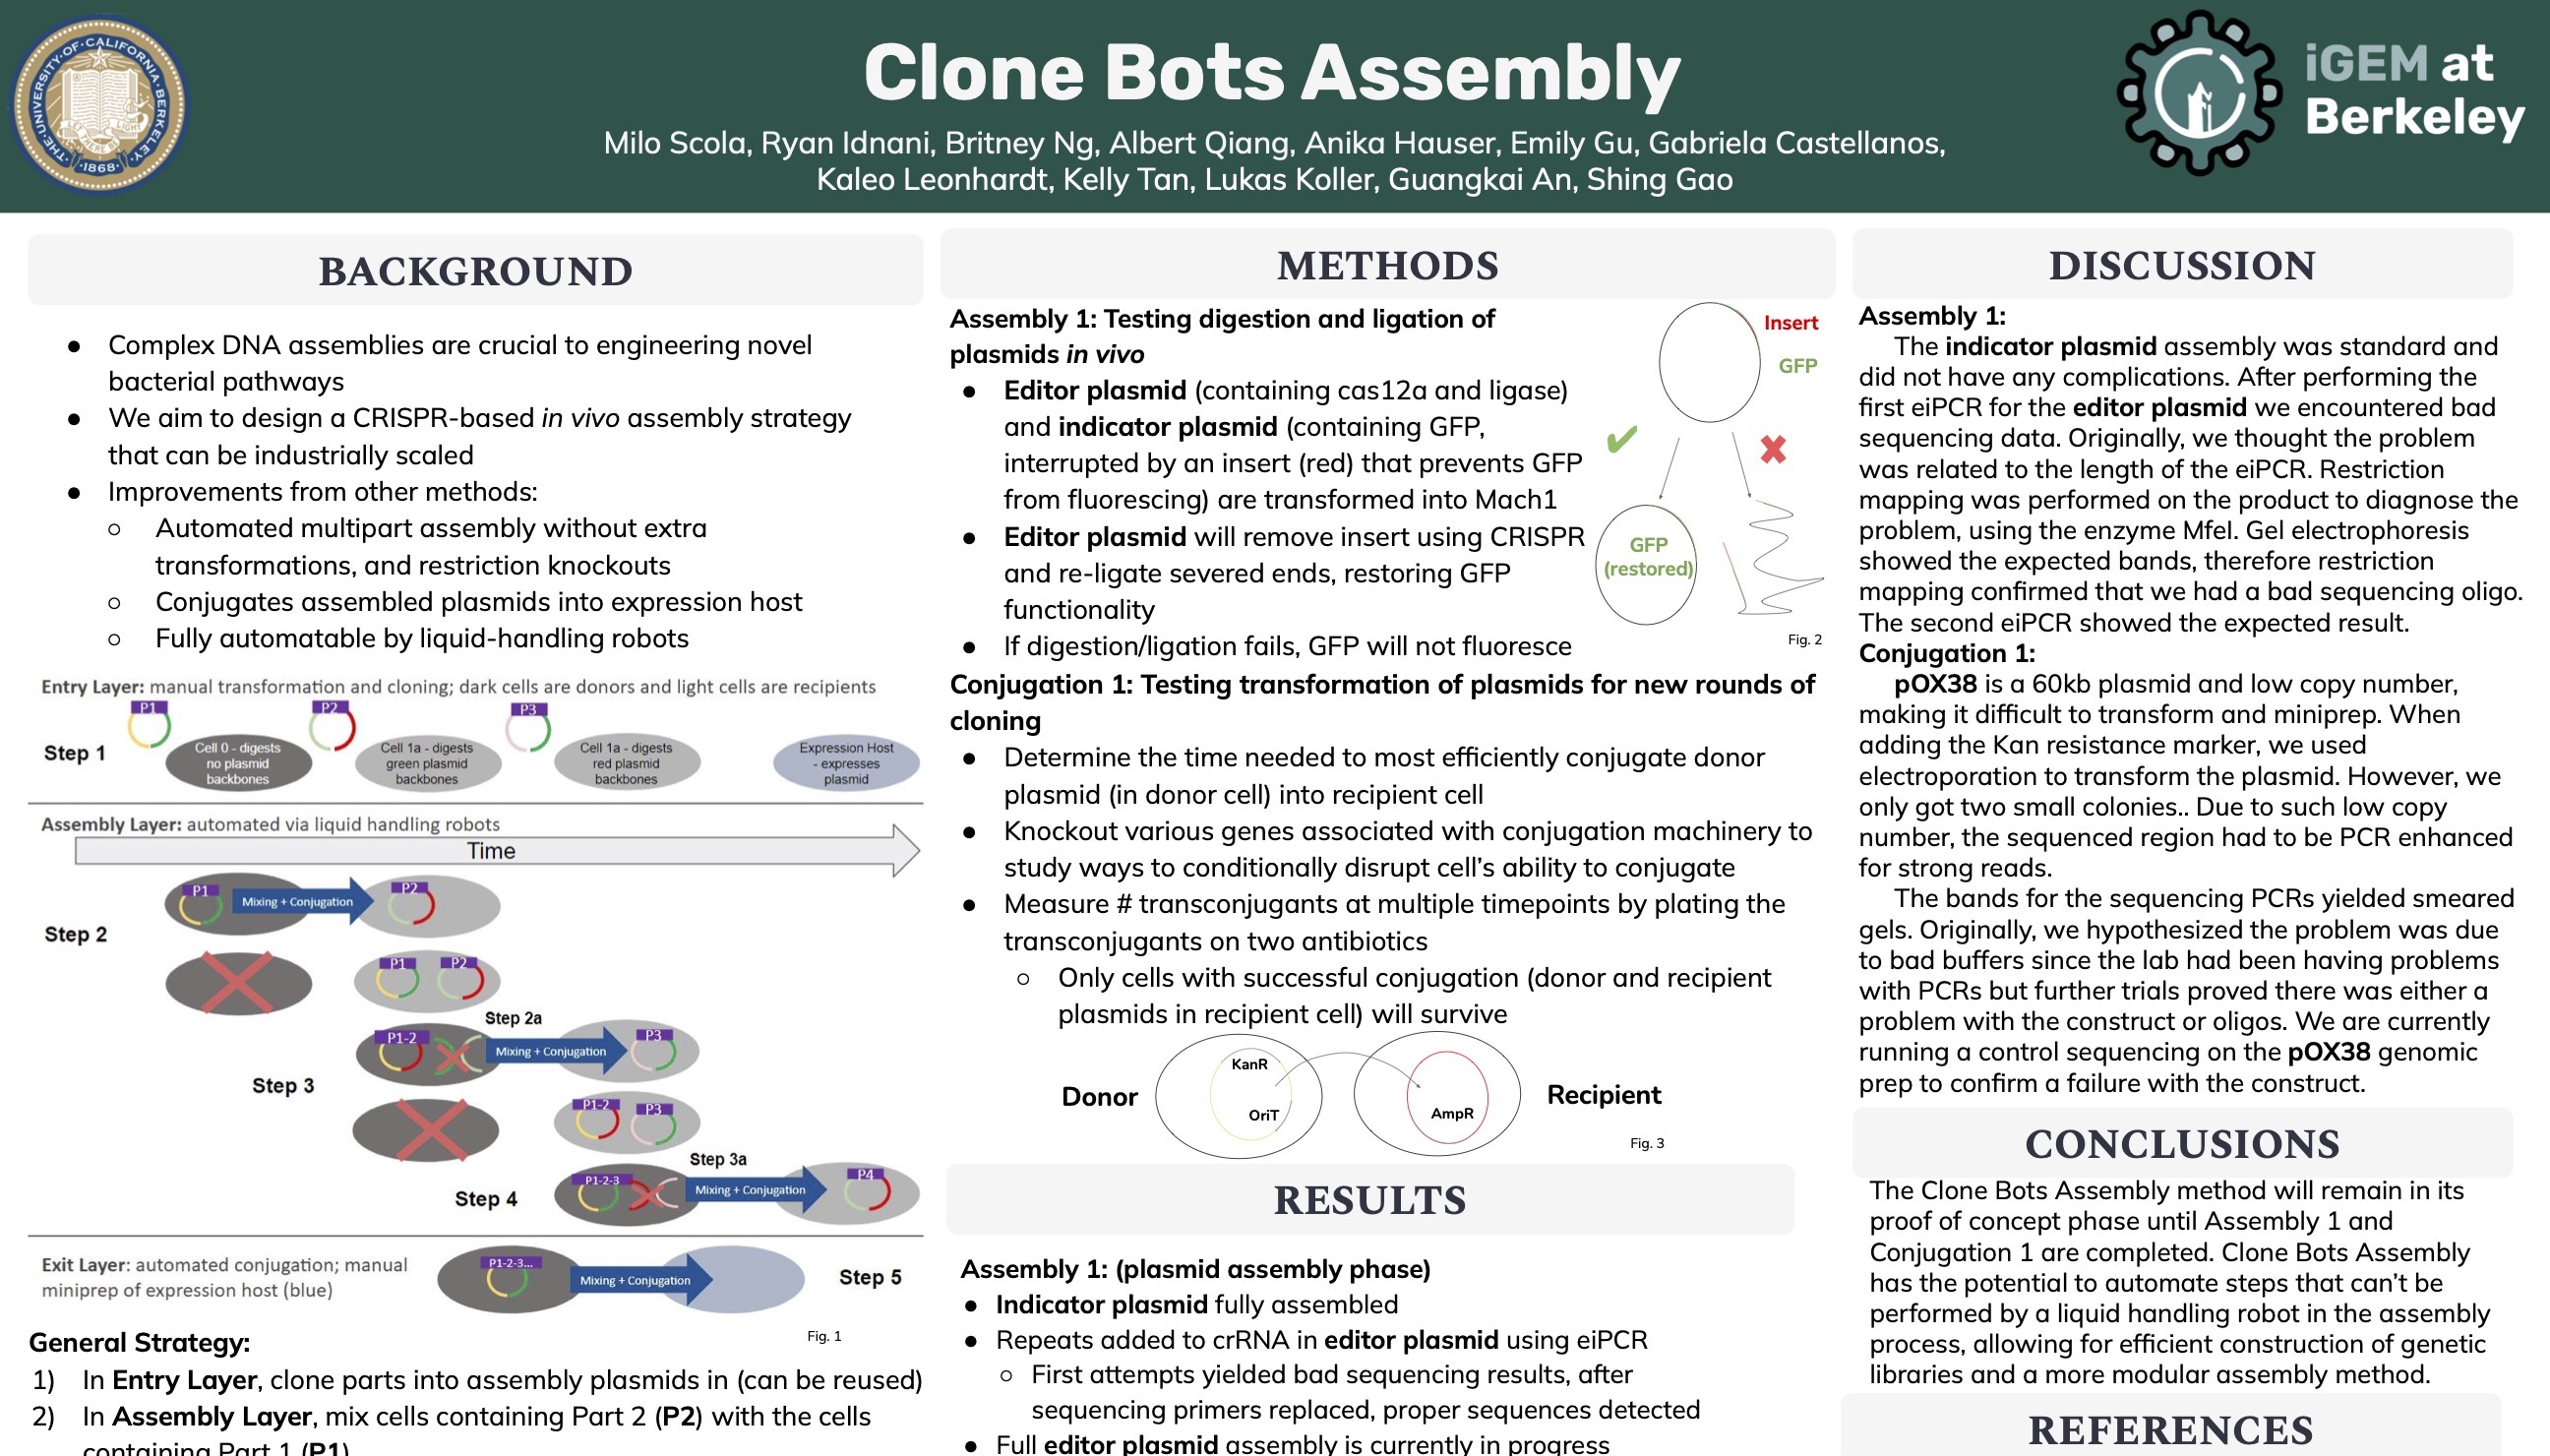 THE·UNIVERSITY·OF·CALIFORNIA·BERKELEY·
LET THERE BE LIGHT
·1868·
Clone Bots Assembly
Milo Scola, Ryan Idnani, Britney Ng, Albert Qiang, Anika Hauser, Emily Gu, Gabriela Castellanos,
Kaleo Leonhardt, Kelly Tan, Lukas Koller, Guangkai An, Shing Gao
iGEM at
Berkeley
BACKGROUND
● Complex DNA assemblies are crucial to engineering novel
bacterial pathways
● We aim to design a CRISPR-based in vivo assembly strategy
that can be industrially scaled
● Improvements from other methods:
○ Automated multipart assembly without extra
transformations, and restriction knockouts
○ Conjugates assembled plasmids into expression host
○ Fully automatable by liquid-handling robots
Entry Layer: manual transformation and cloning; dark cells are donors and light cells are recipients
P1
P2
P3
Step 1
Cell 0 - digests
no plasmid
backbones
Cell 1a - digests
green plasmid
backbones
Cell 1a - digests
red plasmid
backbones
Expression Host
- expresses
plasmid
Assembly Layer: automated via liquid handling robots
Time
P1
Mixing + Conjugation
P2
Step 2
P1
P2
Step 2a
P1-2
Mixing + Conjugation
P3
Step 3
P1-2
P3
Step 3a
P1-2-3
Mixing + Conjugation
P4
Step 4
Exit Layer: automated conjugation; manual
miniprep of expression host (blue)
P1-2-3...
Mixing + Conjugation
Step 5
Fig. 1
General Strategy:
1) In Entry Layer, clone parts into assembly plasmids in (can be reused)
2) In Assembly Layer, mix cells containing Part 2 (P2) with the cells
containing Part 1 (P1)
METHODS
Assembly 1: Testing digestion and ligation of
plasmids in vivo
● Editor plasmid (containing cas12a and ligase)
and indicator plasmid (containing GFP,
interrupted by an insert (red) that prevents GFP
from fluorescing) are transformed into Mach1
● Editor plasmid will remove insert using CRISPR
and re-ligate severed ends, restoring GFP
functionality
● If digestion/ligation fails, GFP will not fluoresce
Insert
GFP
GFP
(restored)
Fig. 2
Conjugation 1: Testing transformation of plasmids for new rounds of
cloning
● Determine the time needed to most efficiently conjugate donor
plasmid (in donor cell) into recipient cell
● Knockout various genes associated with conjugation machinery to
study ways to conditionally disrupt cell's ability to conjugate
● Measure # transconjugants at multiple timepoints by plating the
transconjugants on two antibiotics
○ Only cells with successful conjugation (donor and recipient
plasmids in recipient cell) will survive
Donor
KanR
OriT
AmpR
Recipient
Fig. 3
RESULTS
Assembly 1: (plasmid assembly phase)
● Indicator plasmid fully assembled
● Repeats added to crRNA in editor plasmid using eiPCR
○ First attempts yielded bad sequencing results, after
sequencing primers replaced, proper sequences detected
● Full editor plasmid assembly is currently in progress
DISCUSSION
Assembly 1:
The indicator plasmid assembly was standard and
did not have any complications. After performing the
first eiPCR for the editor plasmid we encountered bad
sequencing data. Originally, we thought the problem
was related to the length of the eiPCR. Restriction
mapping was performed on the product to diagnose the
problem, using the enzyme MfeI. Gel electrophoresis
showed the expected bands, therefore restriction
mapping confirmed that we had a bad sequencing oligo.
The second eiPCR showed the expected result.
Conjugation 1:
pOX38 is a 60kb plasmid and low copy number,
making it difficult to transform and miniprep. When
adding the Kan resistance marker, we used
electroporation to transform the plasmid. However, we
only got two small colonies.. Due to such low copy
number, the sequenced region had to be PCR enhanced
for strong reads.
The bands for the sequencing PCRs yielded smeared
gels. Originally, we hypothesized the problem was due
to bad buffers since the lab had been having problems
with PCRs but further trials proved there was either a
problem with the construct or oligos. We are currently
running a control sequencing on the pOX38 genomic
prep to confirm a failure with the construct.
CONCLUSIONS
The Clone Bots Assembly method will remain in its
proof of concept phase until Assembly 1 and
Conjugation 1 are completed. Clone Bots Assembly
has the potential to automate steps that can't be
performed by a liquid handling robot in the assembly
process, allowing for efficient construction of genetic
libraries and a more modular assembly method.
REFERENCES